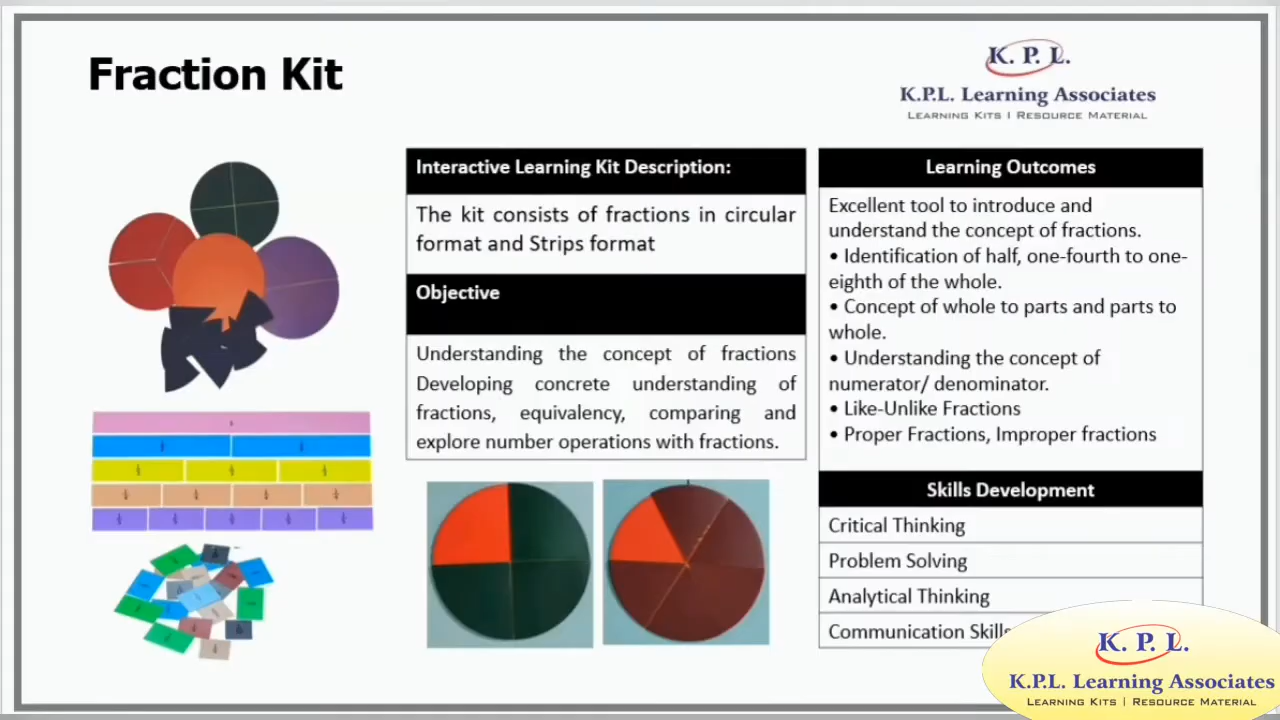 Fraction Kit
K. P. L.
K.P.L. Learning Associates
Learning Kits | Resource Material
Interactive Learning Kit Description:
The kit consists of fractions in circular
format and Strips format
Objective
Understanding the concept of fractions
Developing concrete understanding of
fractions, equivalency, comparing and
explore number operations with fractions.
Learning Outcomes
Excellent tool to introduce and
understand the concept of fractions.
• Identification of half, one-fourth to one-
eighth of the whole.
• Concept of whole to parts and parts to
whole.
• Understanding the concept of
numerator/ denominator.
• Like-Unlike Fractions
• Proper Fractions, Improper fractions
Skills Development
Critical Thinking
Problem Solving
Analytical Thinking
Communication Skills
K. P. L.
K.P.L. Learning Associates
Learning Kits | Resource Material